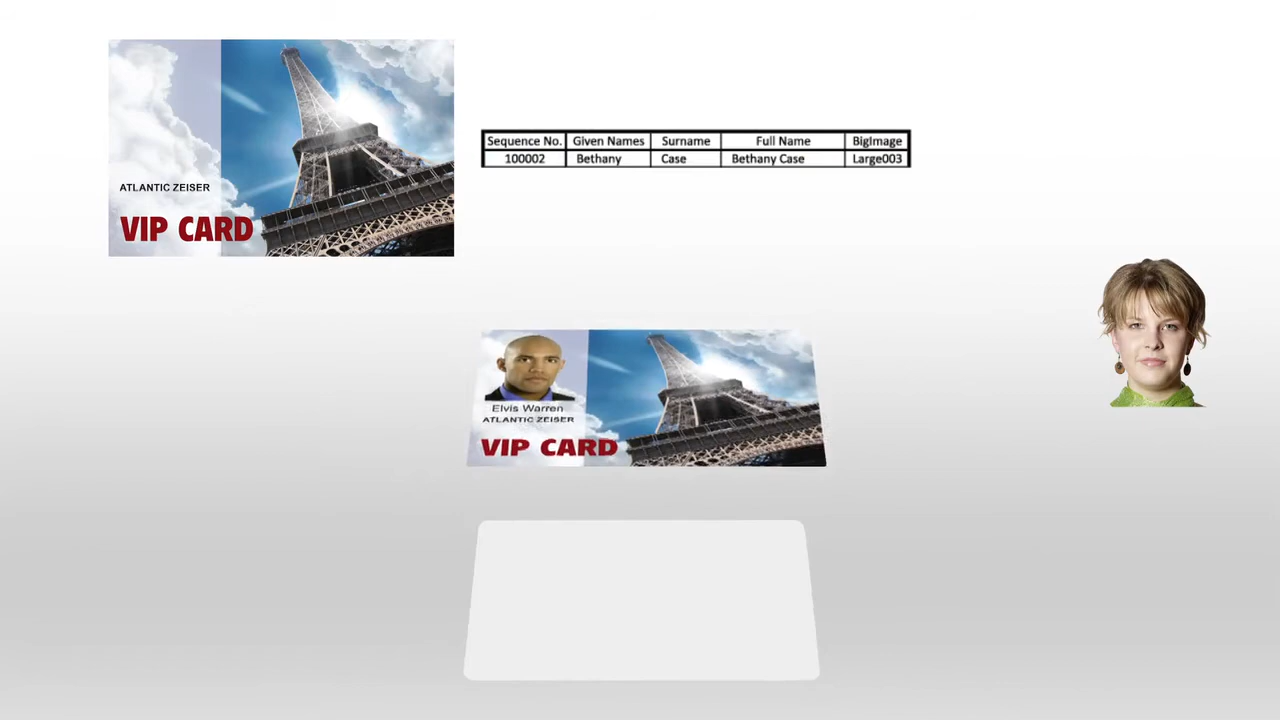 ATLANTIC ZEISER
VIP CARD
Sequence No. Given Names Surname Full Name BigImage
100002 Bethany Case Bethany Case Large003
Elvis Warren
ATLANTIC ZEISER
VIP CARD